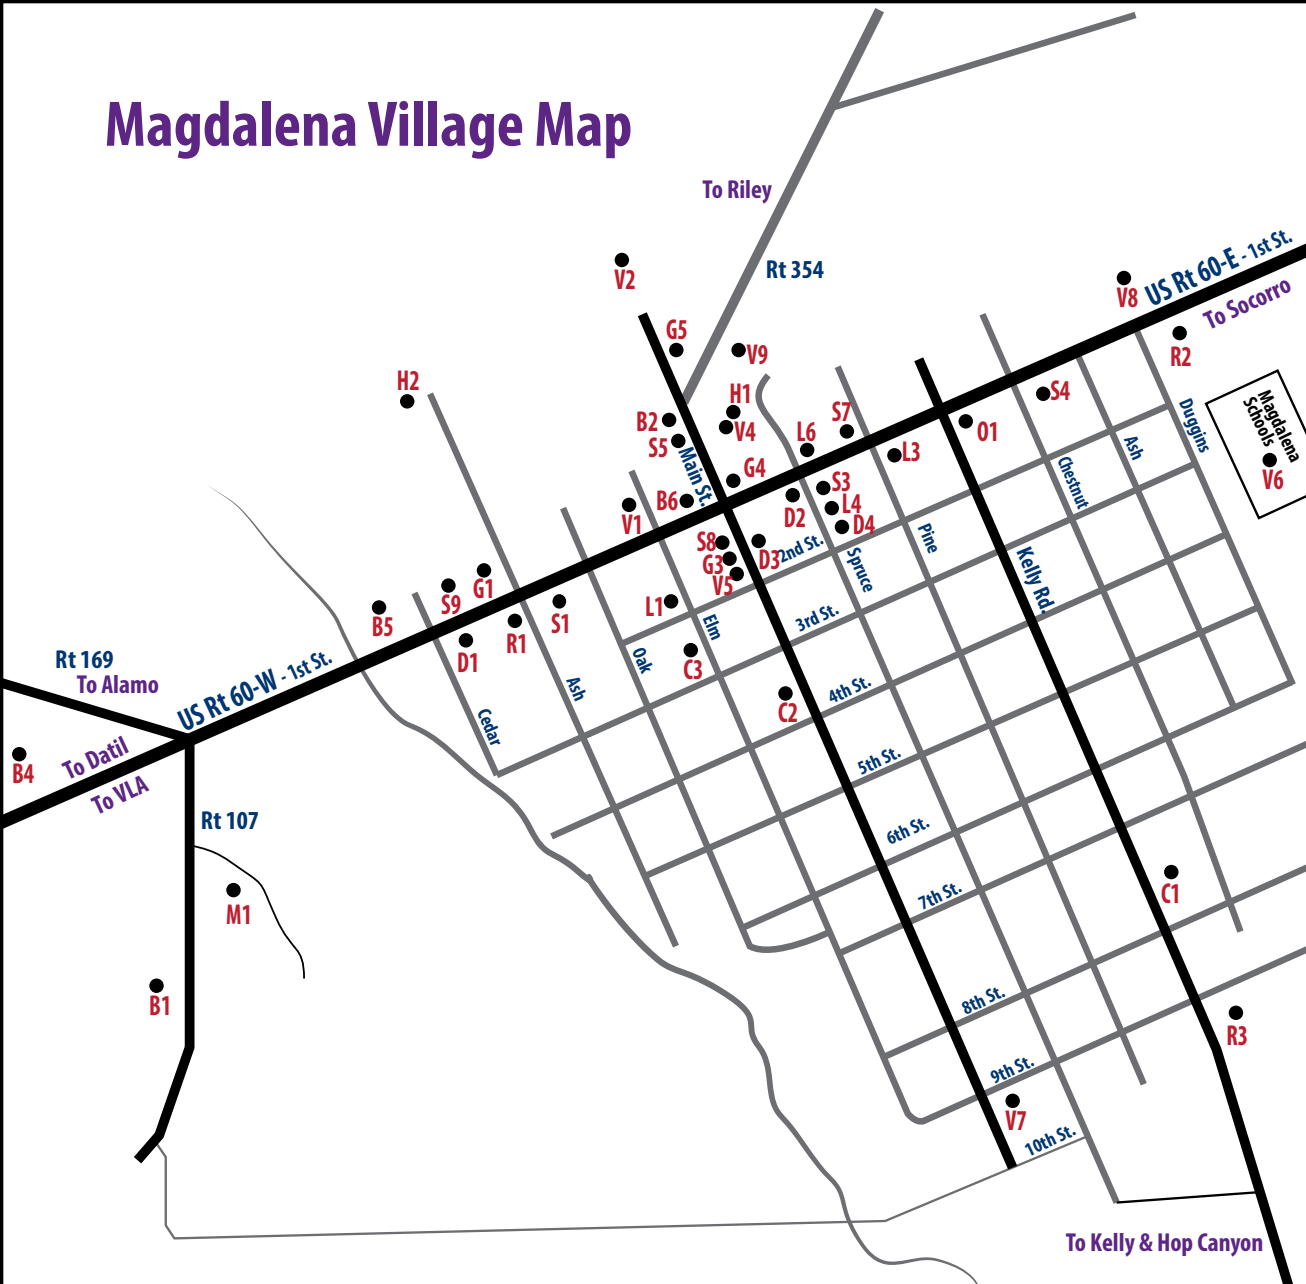 Magdalena Village Map
To Riley
Rt 354
US Rt 60-E - 1st St.
To Socorro
V2
V8
G5
V9
R2
H2
H1
S4
B2
V4
S7
S5
L6
O1
L3
Main St.
G4
S3
B6
D2
L4
D4
V1
Duggins
Ash
Chestnut
Magdalena
Schools
V6
S8
G3
V5
D3
2nd St.
Spruce
Pine
Kelly Rd.
G1
S9
B5
D1
R1
S1
L1
Elm
3rd St.
Oak
C3
Ash
Cedar
C2
4th St.
Rt 169
To Alamo
US Rt 60-W - 1st St.
To Datil
To VLA
B4
5th St.
Rt 107
6th St.
7th St.
M1
C1
B1
8th St.
R3
9th St.
V7
10th St.
To Kelly & Hop Canyon